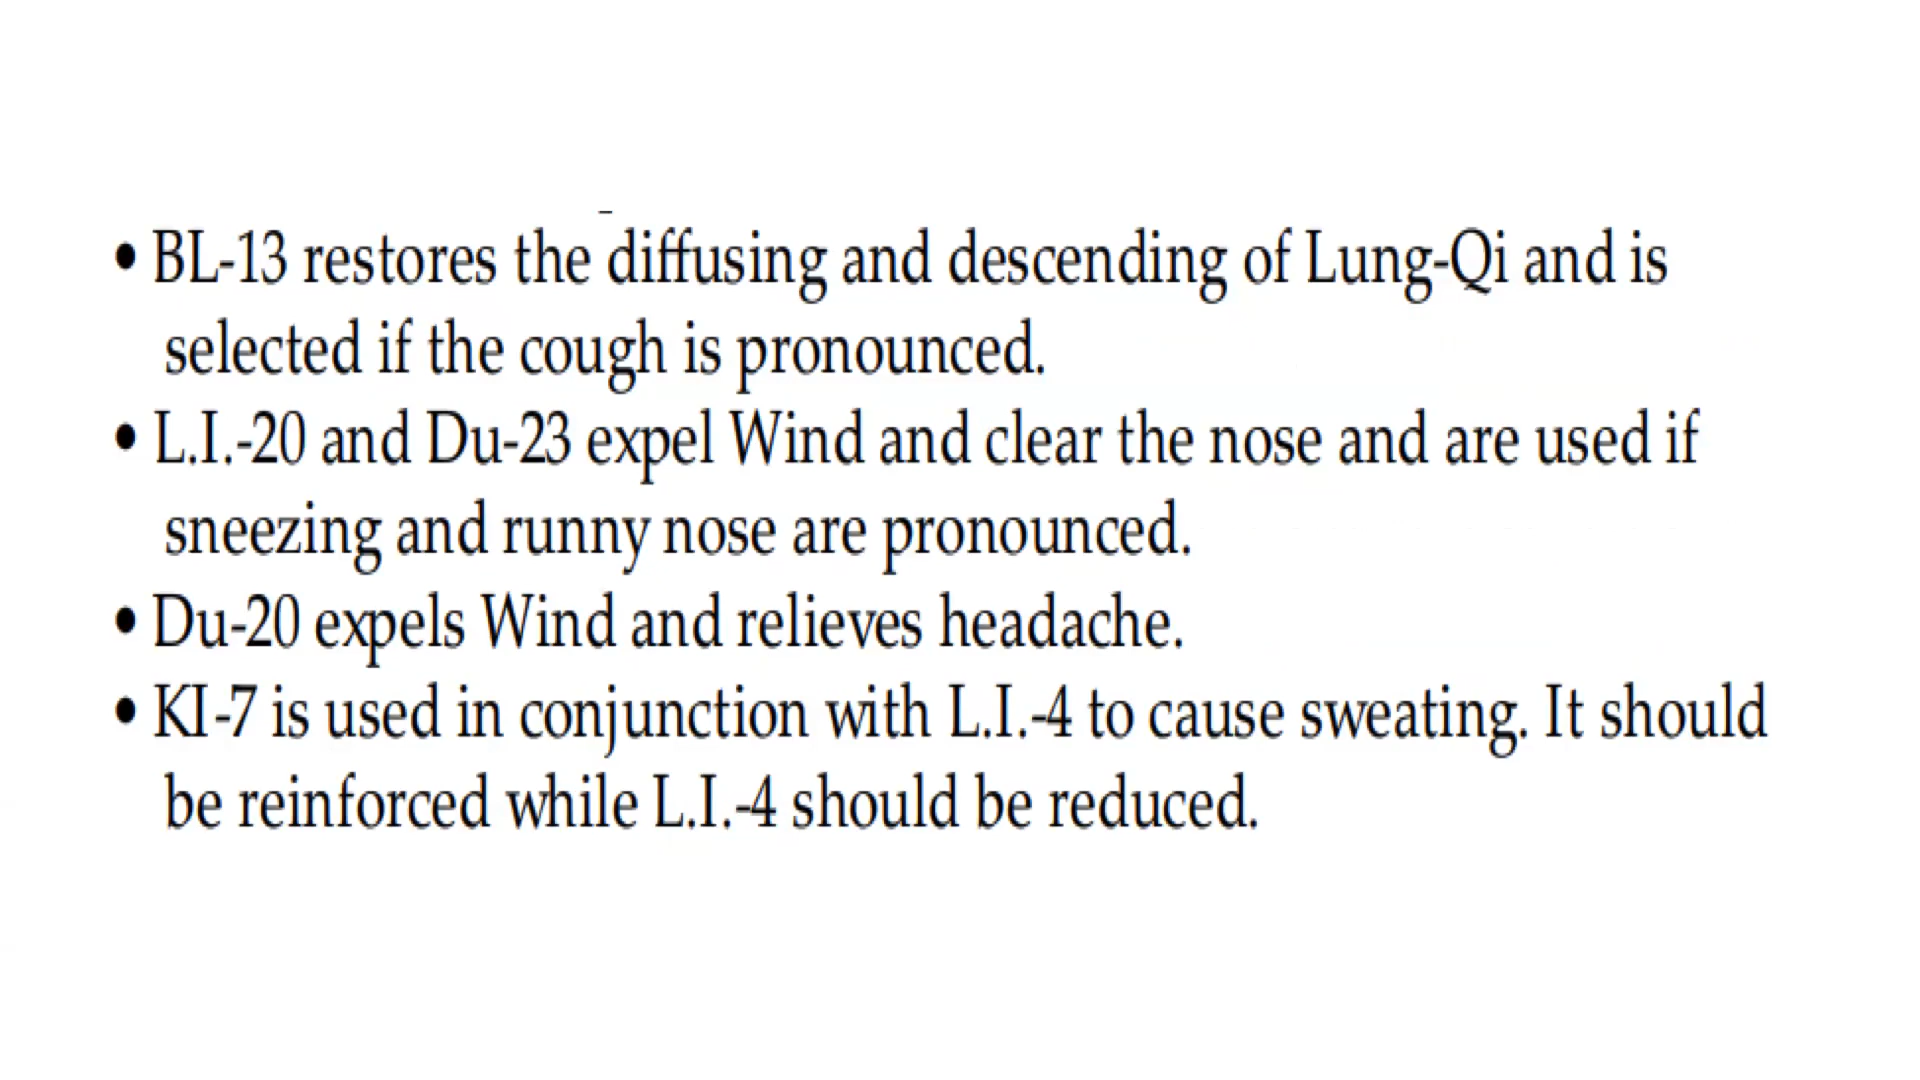 • BL-13 restores the diffusing and descending of Lung-Qi and is
selected if the cough is pronounced.
• L.I.-20 and Du-23 expel Wind and clear the nose and are used if
sneezing and runny nose are pronounced.
• Du-20 expels Wind and relieves headache.
• KI-7 is used in conjunction with L.I.-4 to cause sweating. It should
be reinforced while L.I.-4 should be reduced.